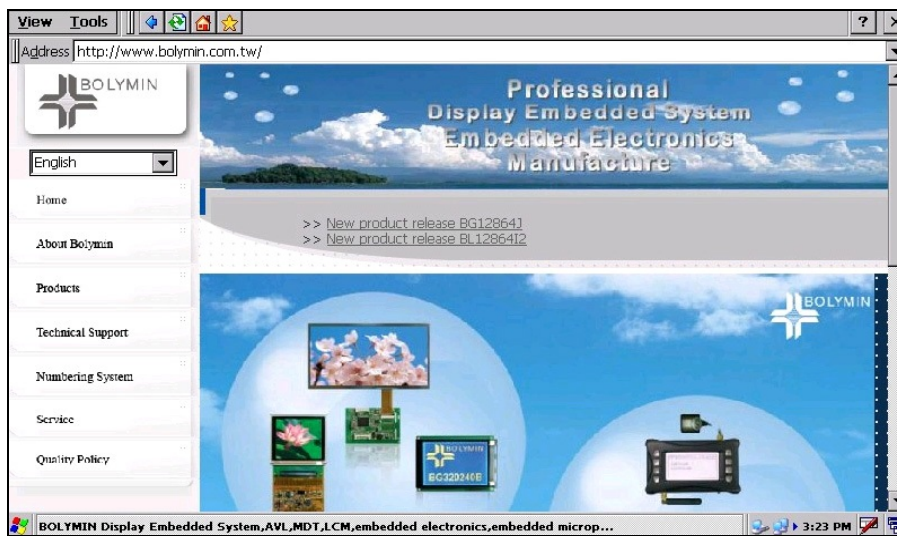 View Tools ?
Address http://www.bolymin.com.tw/
BOLYMIN
Professional
Display Embedded System
Embedded Electronics
Manufacture
English
Home
>> New product release BG12864J
>> New product release BL12864I2
About Bolymin
Products
Technical Support
Numbering System
Service
Quality Policy
BOLYMIN
BOLYMIN
BG320240B
BOLYMIN Display Embedded System,AVL,MDT,LCM,embedded electronics,embedded microp...
3:23 PM